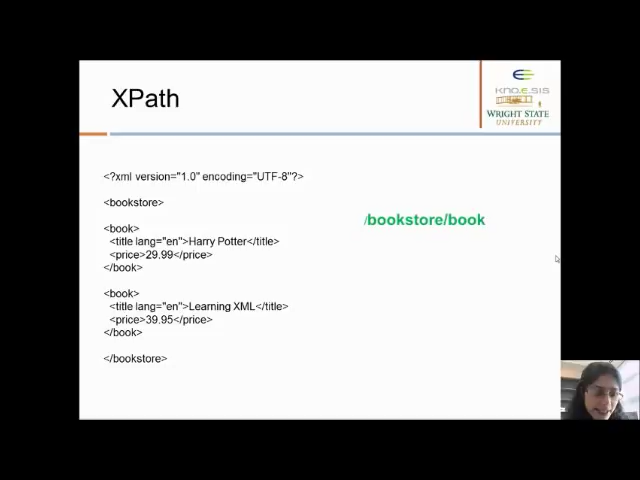 XPath
KNO.E.SIS
WRIGHT STATE
UNIVERSITY
<?xml version="1.0" encoding="UTF-8"?>
<bookstore>
/bookstore/book
<book>
<title lang="en">Harry Potter</title>
<price>29.99</price>
</book>
<book>
<title lang="en">Learning XML</title>
<price>39.95</price>
</book>
</bookstore>